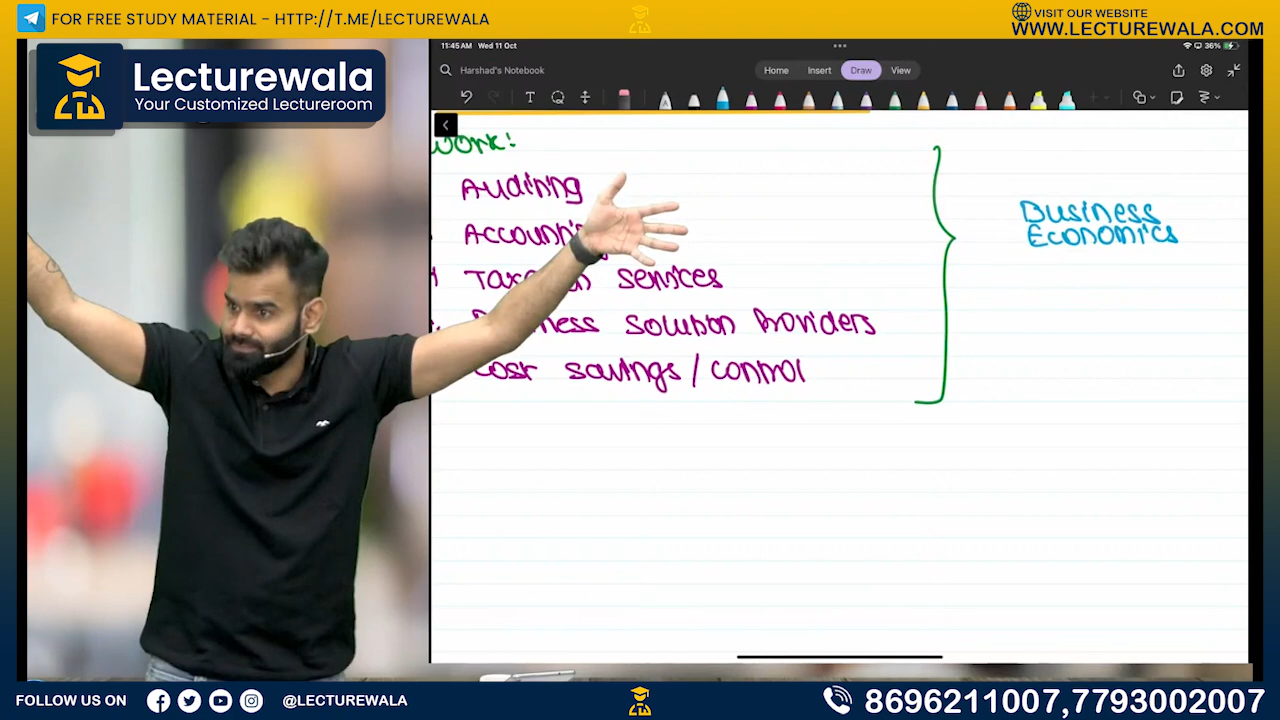 FOR FREE STUDY MATERIAL - HTTP://T.ME/LECTUREWALA
VISIT OUR WEBSITE
WWW.LECTUREWALA.COM
Lecturewala
Your Customized Lectureroom
11:45 AM Wed 11 Oct
36%
Harshad's Notebook
Home Insert Draw View
work:
Auditing
Taxation services
Business solution Providers
Cost savings / control
Business
Economics
FOLLOW US ON
@LECTUREWALA
8696211007,7793002007